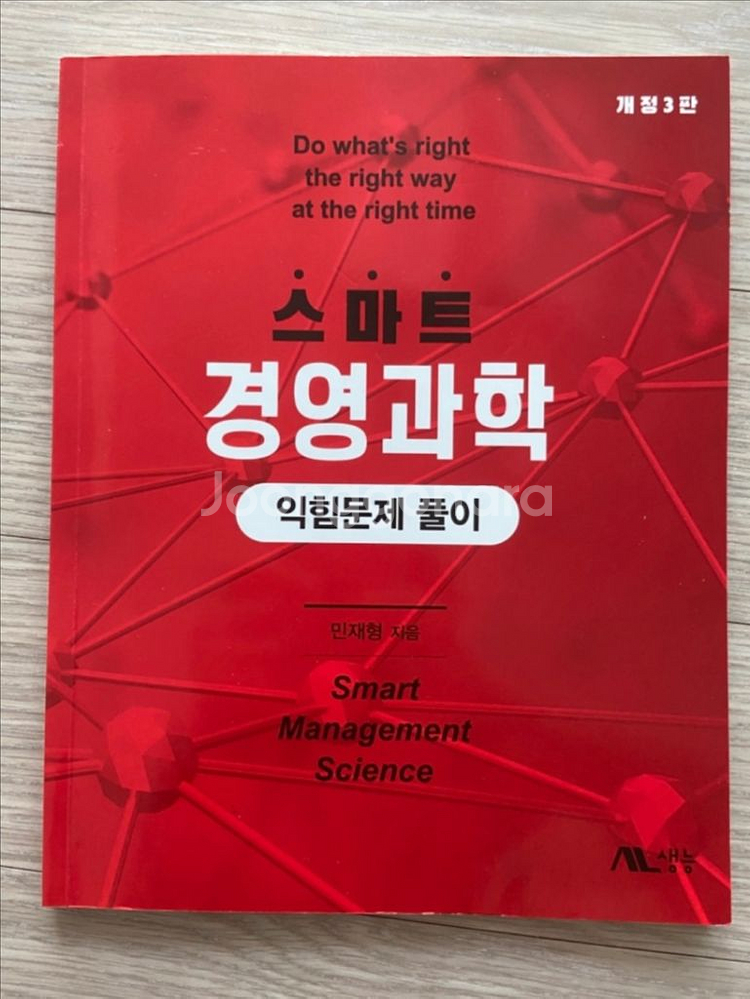 개정3판
Do what's right
the right way
at the right time
스마트
경영과학
익힘문제 풀이
민재형 지음
Smart
Management
Science
생능